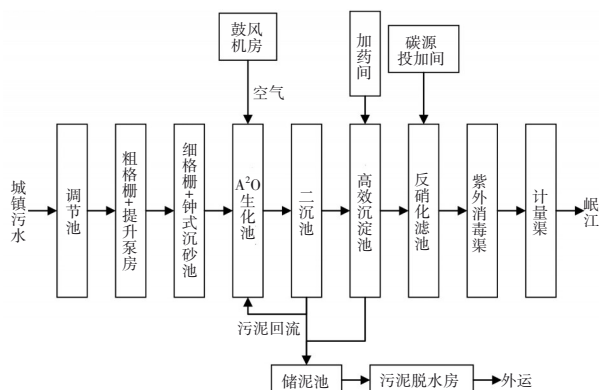 鼓风
机房
加药间
碳源
投加间
空气
城镇污水
调节池
粗格栅+提升泵房
细格栅+钟式沉砂池
A²O
生化池
二沉池
高效沉淀池
反硝化滤池
紫外消毒渠
计量渠
岷江
污泥回流
储泥池
污泥脱水房
外运